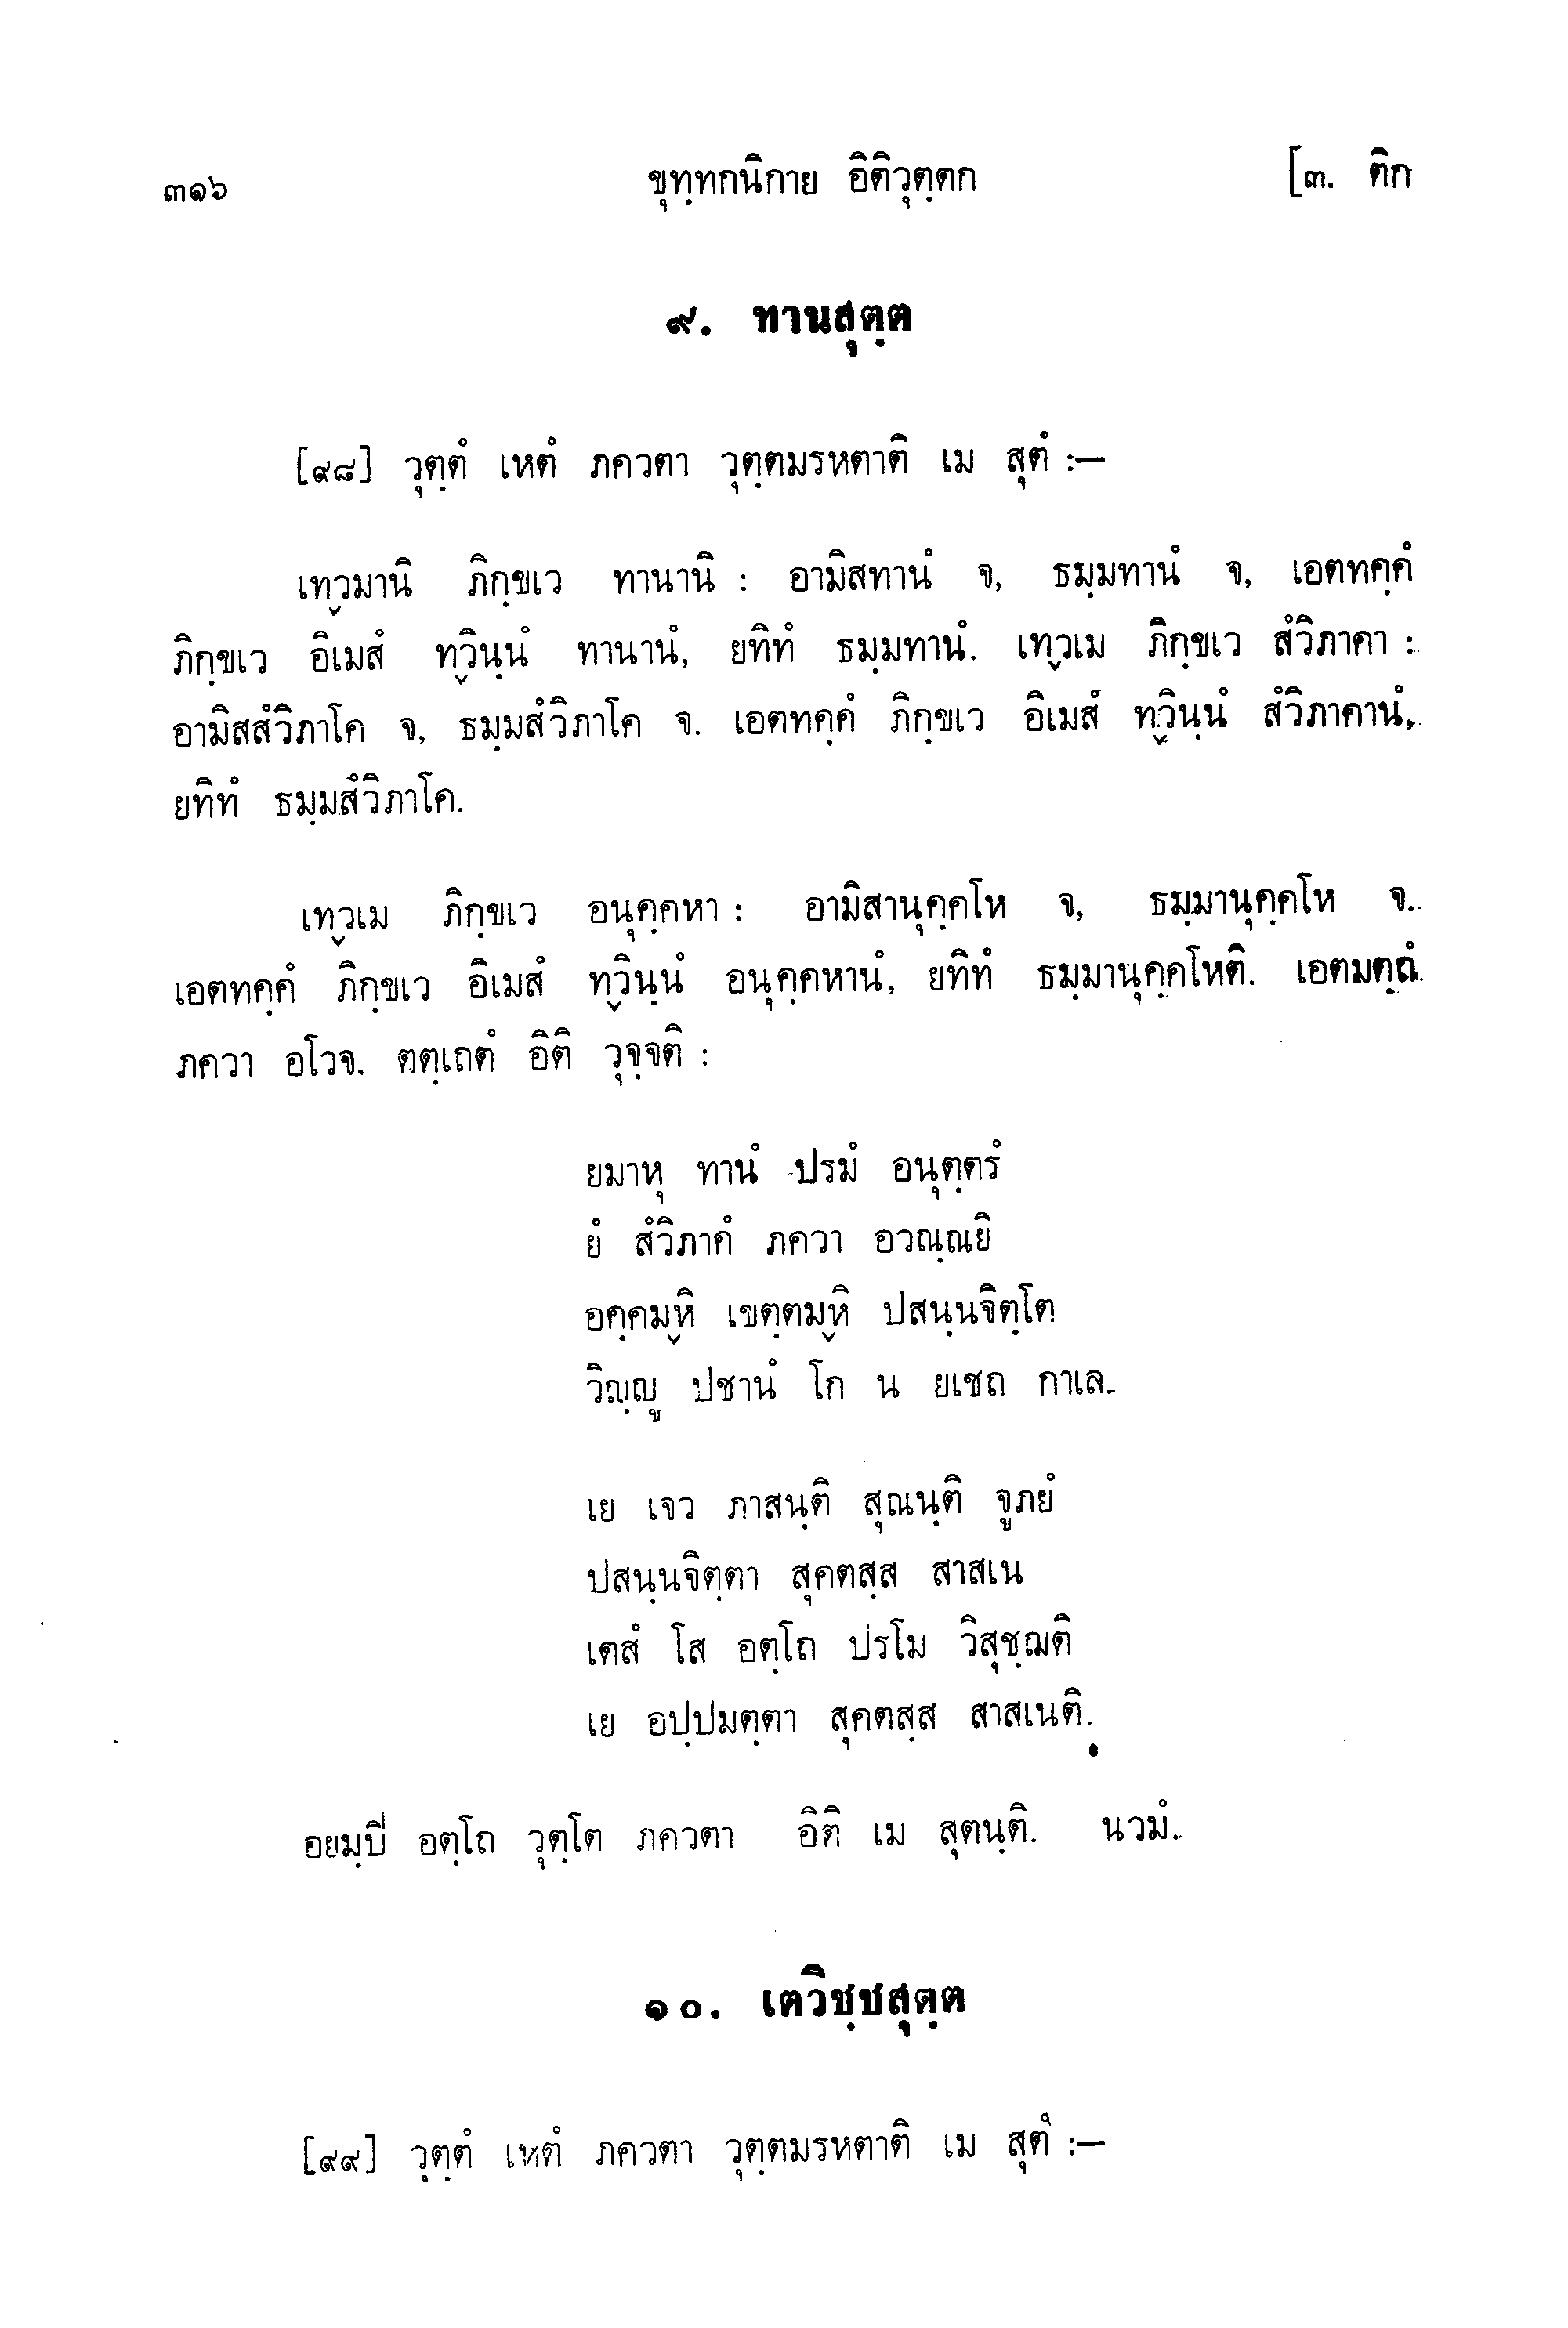 ๓๑๖ ขุทฺทกนิกาย อิติวุตฺตก [๓. ติก
๙. ทานสุตฺต
[๙๘] วุตฺตํ เหตํ ภควตา วุตฺตมรหตาติ เม สุตํ :—
เทฺวมานิ ภิกฺขเว ทานานิ : อามิสทานํ จ, ธมฺมทานํ จ, เอตทคฺคํ
ภิกฺขเว อิเมสํ ทฺวินฺนํ ทานานํ, ยทิทํ ธมฺมทานํ. เทฺวเม ภิกฺขเว สํวิภาคา :
อามิสสํวิภาโค จ, ธมฺมสํวิภาโค จ. เอตทคฺคํ ภิกฺขเว อิเมสํ ทฺวินฺนํ สํวิภาคานํ,
ยทิทํ ธมฺมสํวิภาโค.
เทฺวเม ภิกฺขเว อนุคฺคหา : อามิสานุคฺคโห จ, ธมฺมานุคฺคโห จ.
เอตทคฺคํ ภิกฺขเว อิเมสํ ทฺวินฺนํ อนุคฺคหานํ, ยทิทํ ธมฺมานุคฺคโหติ. เอตมตฺถํ
ภควา อโวจ. ตตฺเถตํ อิติ วุจฺจติ :
ยมาหุ ทานํ ปรมํ อนุตฺตรํ
ยํ สํวิภาคํ ภควา อวณฺณยิ
อคฺคมฺหิ เขตฺตมฺหิ ปสนฺนจิตฺโต
วิญฺญู ปชานํ โก น ยเชถ กาเล.
เย เจว ภาสนฺติ สุณนฺติ จูภยํ
ปสนฺนจิตฺตา สุคตสฺส สาสเน
เตสํ โส อตฺโถ ปรโม วิสุชฺฌติ
เย อปฺปมตฺตา สุคตสฺส สาสเนติ.
อยมฺปิ อตฺโถ วุตฺโต ภควตา อิติ เม สุตนฺติ. นวมํ.
๑๐. เตวิชฺชสุตฺต
[๙๙] วุตฺตํ เหตํ ภควตา วุตฺตมรหตาติ เม สุตํ :—